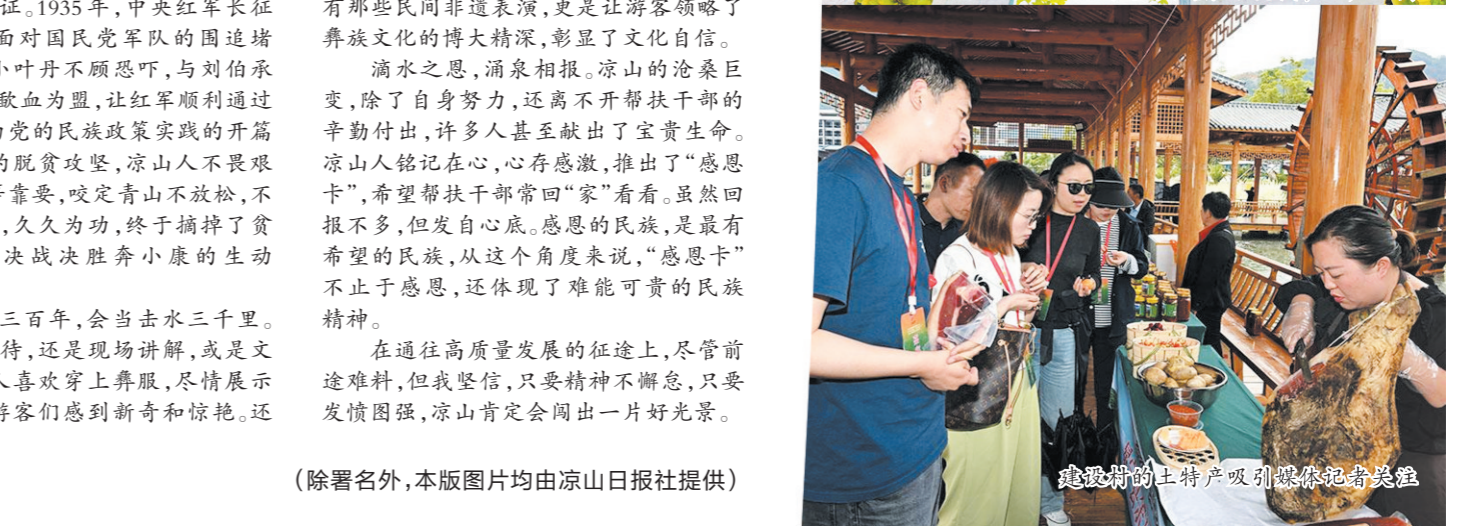 证。1935年,中央红军长征
面对国民党军队的围追堵
小叶丹不顾恐吓,与刘伯承
歃血为盟,让红军顺利通过
党的民族政策实践的开篇
的脱贫攻坚,凉山人不畏艰
靠要,咬定青山不放松,不
,久久为功,终于摘掉了贫
决战决胜奔小康的生动
三百年,会当击水三千里。
待,还是现场讲解,或是文
人喜欢穿上彝服,尽情展示
游客们感到新奇和惊艳。还
有那些民间非遗表演,更是让游客领略了
彝族文化的博大精深,彰显了文化自信。
滴水之恩,涌泉相报。凉山的沧桑巨
变,除了自身努力,还离不开帮扶干部的
辛勤付出,许多人甚至献出了宝贵生命。
凉山人铭记在心,心存感激,推出了“感恩
卡”,希望帮扶干部常回“家”看看。虽然回
报不多,但发自心底。感恩的民族,是最有
希望的民族,从这个角度来说,“感恩卡”
不止于感恩,还体现了难能可贵的民族
精神。
在通往高质量发展的征途上,尽管前
途难料,但我坚信,只要精神不懈怠,只要
发愤图强,凉山肯定会闯出一片好光景。
(除署名外,本版图片均由凉山日报社提供)
建设村的土特产吸引媒体记者关注